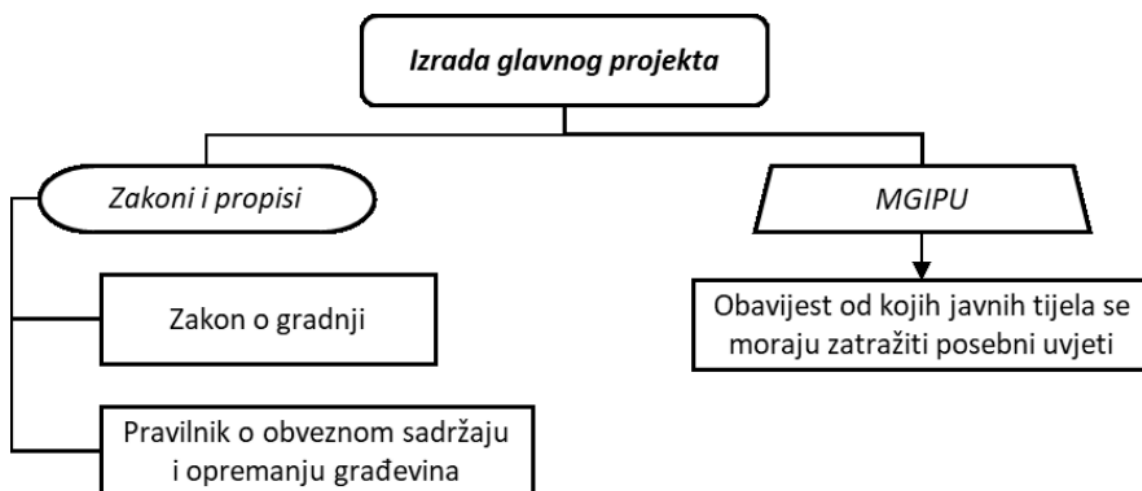 Izrada glavnog projekta
Zakoni i propisi
MGIPU
Zakon o gradnji
Obavijest od kojih javnih tijela se
moraju zatražiti posebni uvjeti
Pravilnik o obveznom sadržaju
i opremanju građevina